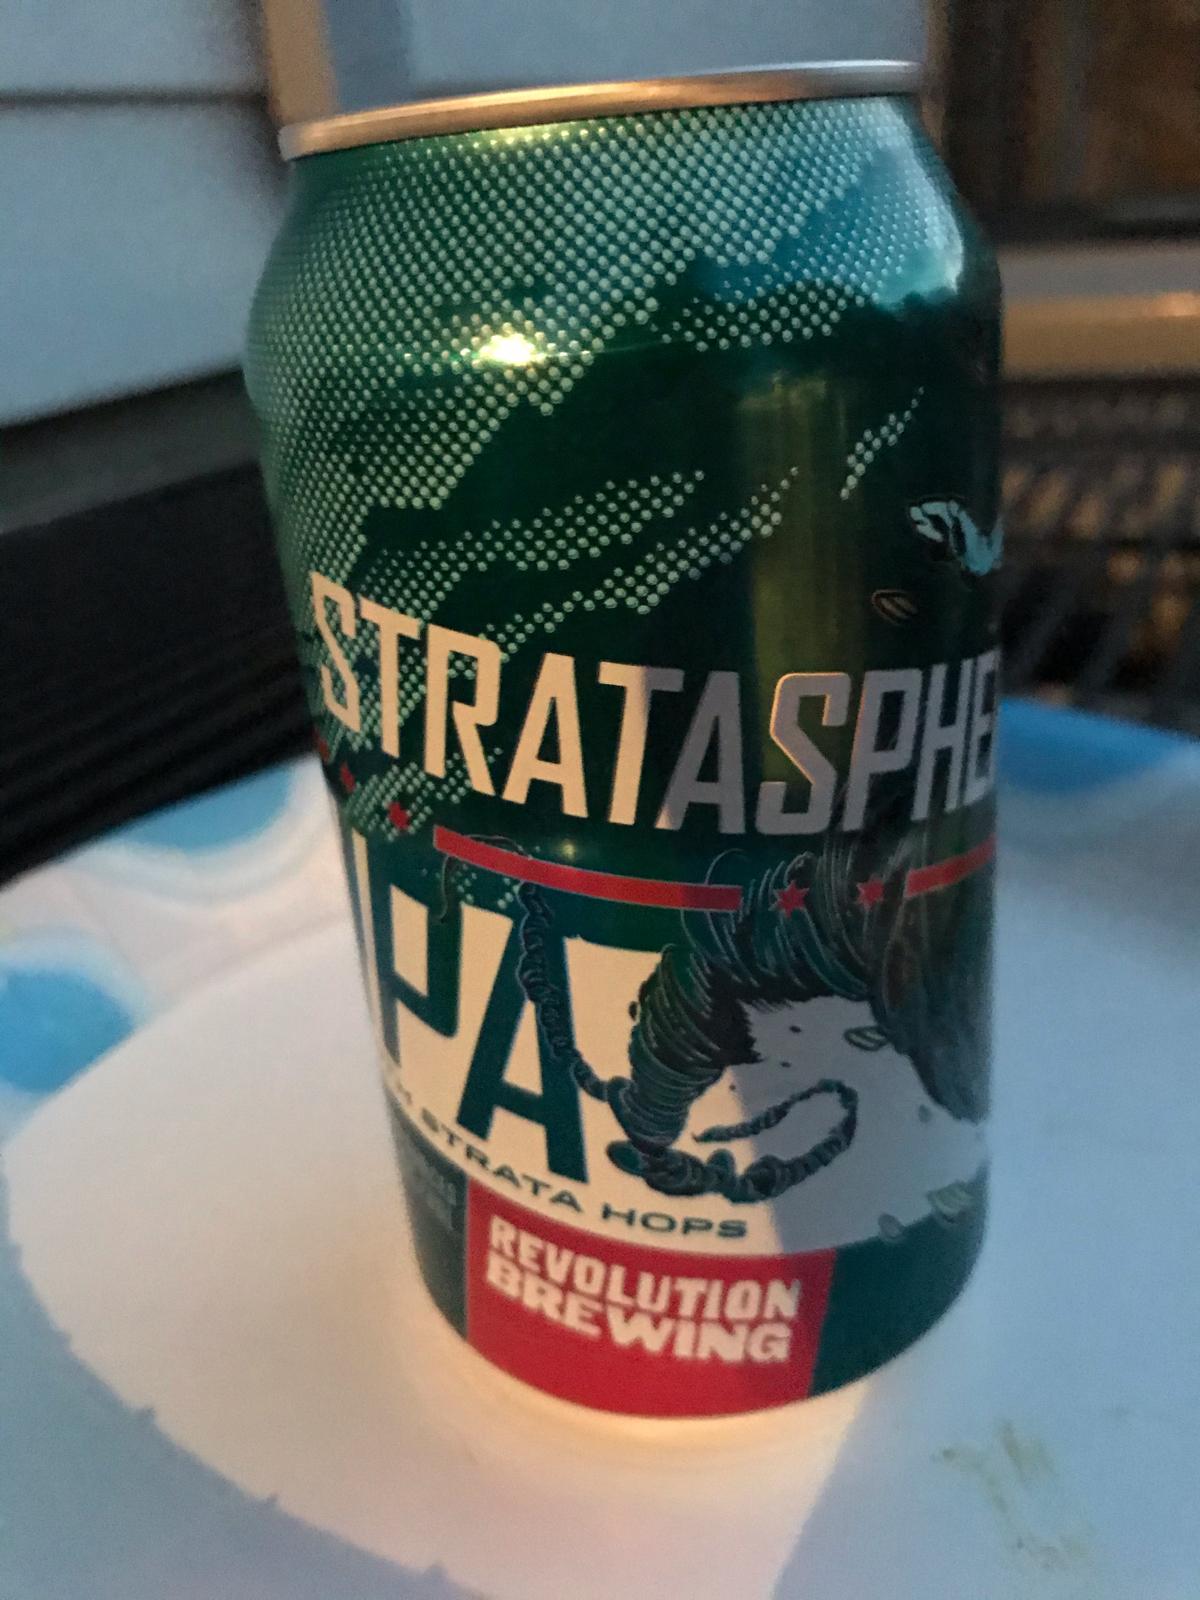 STRATASPHE
IPA
STRATA HOPS
REVOLUTION
BREWING